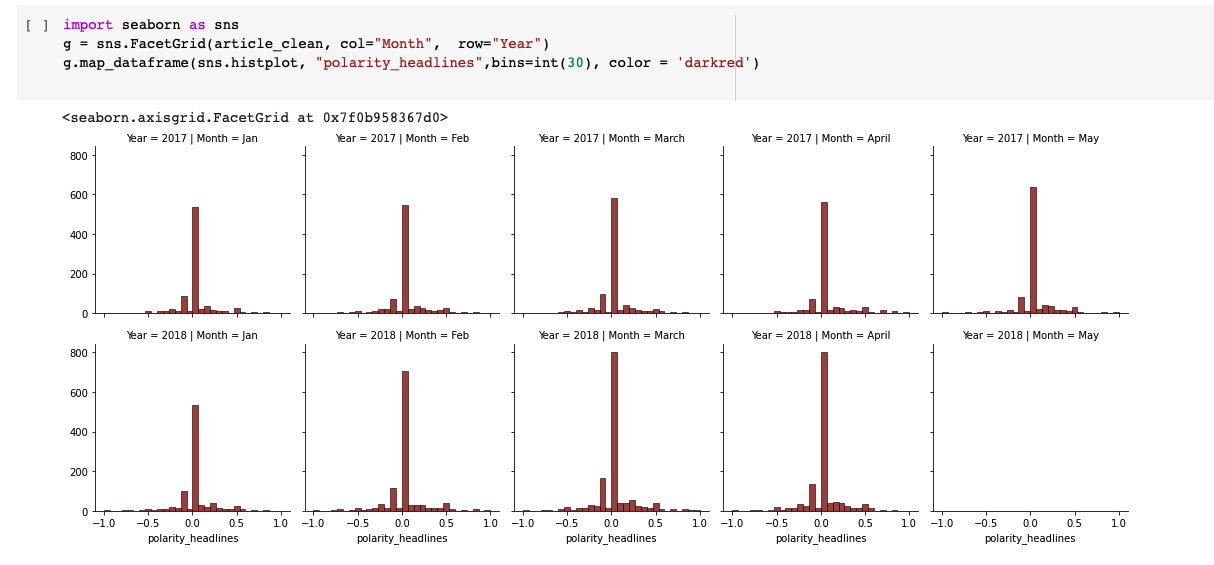 [ ] import seaborn as sns
g = sns.FacetGrid(article_clean, col="Month",  row="Year")
g.map_dataframe(sns.histplot, "polarity_headlines",bins=int(30), color = 'darkred')
<seaborn.axisgrid.FacetGrid at 0x7f0b958367d0>
Year = 2017 | Month = Jan
Year = 2017 | Month = Feb
Year = 2017 | Month = March
Year = 2017 | Month = April
Year = 2017 | Month = May
800
600
400
200
0
Year = 2018 | Month = Jan
Year = 2018 | Month = Feb
Year = 2018 | Month = March
Year = 2018 | Month = April
Year = 2018 | Month = May
800
600
400
200
0
−1.0 −0.5 0.0 0.5 1.0
−1.0 −0.5 0.0 0.5 1.0
−1.0 −0.5 0.0 0.5 1.0
−1.0 −0.5 0.0 0.5 1.0
−1.0 −0.5 0.0 0.5 1.0
polarity_headlines
polarity_headlines
polarity_headlines
polarity_headlines
polarity_headlines